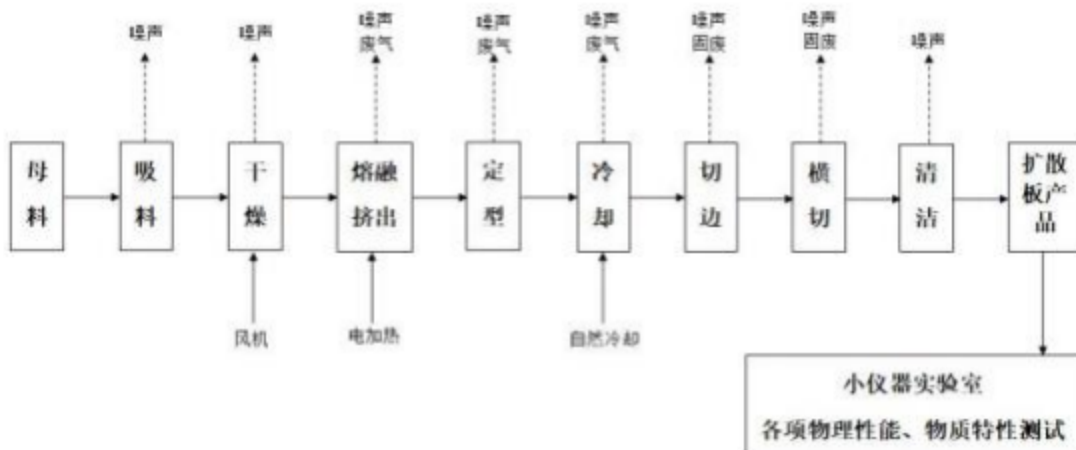 噪声
噪声
噪声
废气
噪声
废气
噪声
废气
噪声
固废
噪声
固废
噪声
母料
吸料
干燥
熔融
挤出
定型
冷却
切边
横切
清洁
扩散
板产
品
风机
电加热
自然冷却
小仪器实验室
各项物理性能、物质特性测试